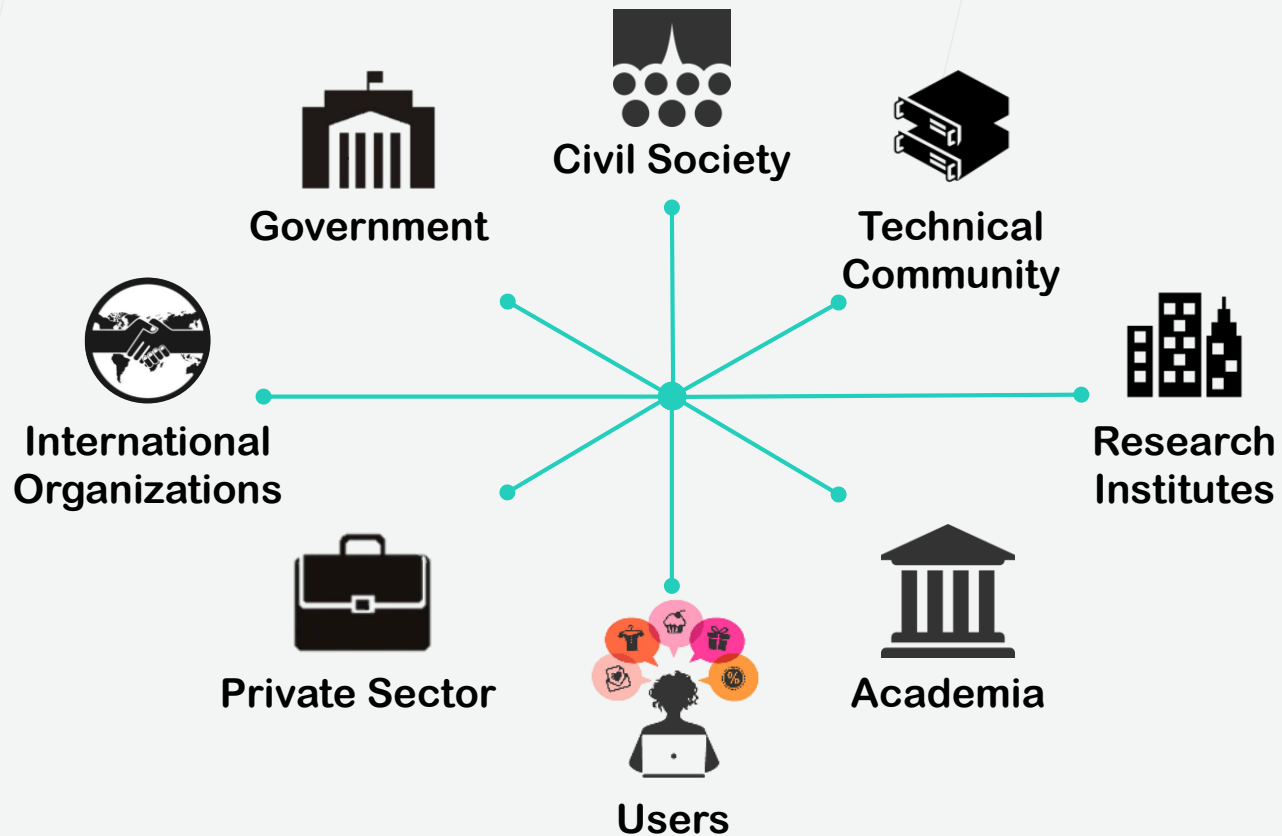 Civil Society
Government
Technical
Community
International
Organizations
Research
Institutes
Private Sector
%
Academia
Users